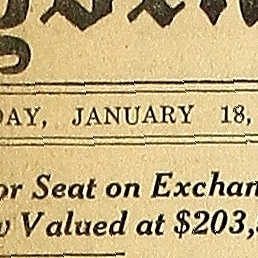 DAY, JANUARY 18,
or Seat on Exchan
Valued at $203,